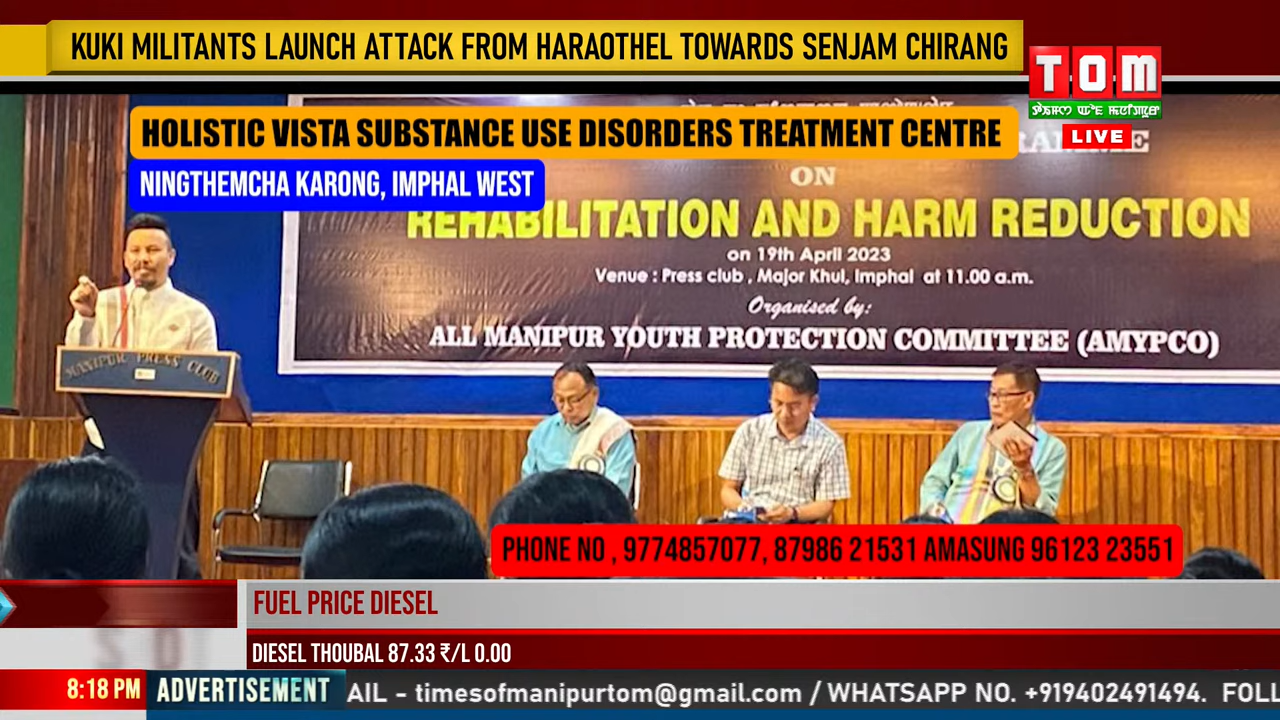 KUKI MILITANTS LAUNCH ATTACK FROM HARAOTHEL TOWARDS SENJAM CHIRANG
TOM
LIVE
HOLISTIC VISTA SUBSTANCE USE DISORDERS TREATMENT CENTRE
NINGTHEMCHA KARONG, IMPHAL WEST
ON
REHABILITATION AND HARM REDUCTION
on 19th April 2023
Venue : Press club , Major Khul, Imphal at 11.00 a.m.
Organised by:
ALL MANIPUR YOUTH PROTECTION COMMITTEE (AMYPCO)
MANIPUR PRESS CLUB
PHONE NO , 9774857077, 87986 21531 AMASUNG 96123 23551
FUEL PRICE DIESEL
DIESEL THOUBAL 87.33 ₹/L 0.00
8:18 PM ADVERTISEMENT AIL - timesofmanipurtom@gmail.com / WHATSAPP NO. +919402491494. FOLL